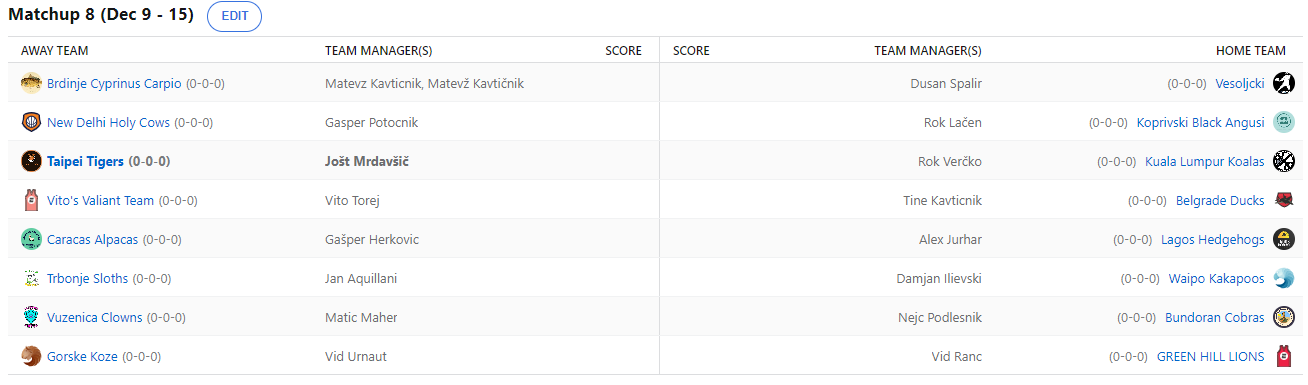 Matchup 8 (Dec 9 - 15) EDIT
AWAY TEAM TEAM MANAGER(S) SCORE SCORE TEAM MANAGER(S) HOME TEAM
Brdinje Cyprinus Carpio (0-0-0) Matevz Kavticnik, Matevž Kavtičnik Dusan Spalir (0-0-0) Vesoljcki
New Delhi Holy Cows (0-0-0) Gasper Potocnik Rok Lačen (0-0-0) Koprivski Black Angusi
Taipei Tigers (0-0-0) Jošt Mrdavšič Rok Verčko (0-0-0) Kuala Lumpur Koalas
Vito's Valiant Team (0-0-0) Vito Torej Tine Kavticnik (0-0-0) Belgrade Ducks
Caracas Alpacas (0-0-0) Gašper Herkovic Alex Jurhar (0-0-0) Lagos Hedgehogs
Trbonje Sloths (0-0-0) Jan Aquillani Damjan Ilievski (0-0-0) Waipo Kakapoos
Vuzenica Clowns (0-0-0) Matic Maher Nejc Podlesnik (0-0-0) Bundoran Cobras
Gorske Koze (0-0-0) Vid Urnaut Vid Ranc (0-0-0) GREEN HILL LIONS